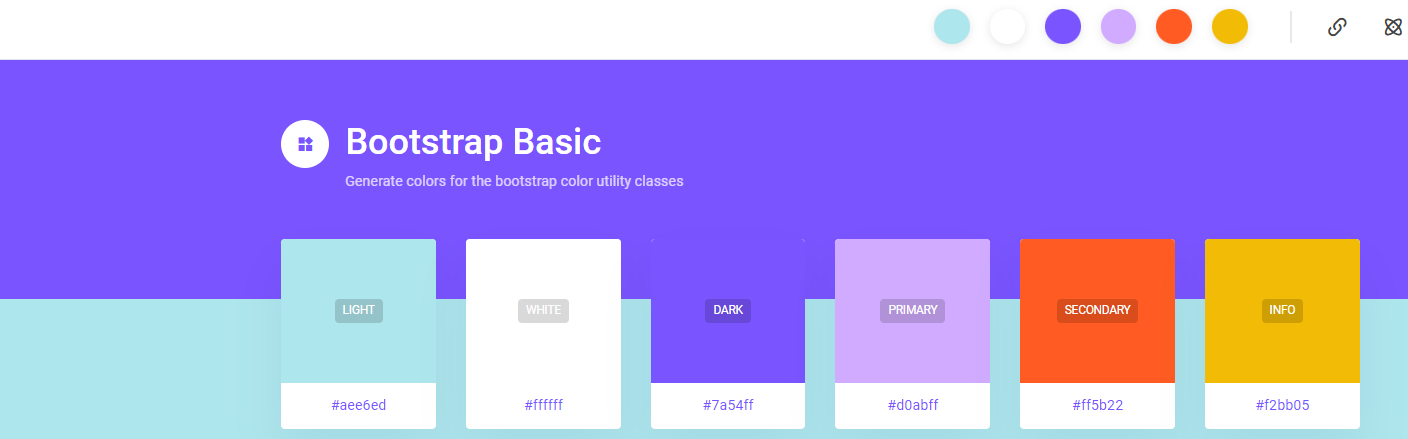 Bootstrap Basic
Generate colors for the bootstrap color utility classes
LIGHT
WHITE
DARK
PRIMARY
SECONDARY
INFO
#aee6ed
#ffffff
#7a54ff
#d0abff
#ff5b22
#f2bb05